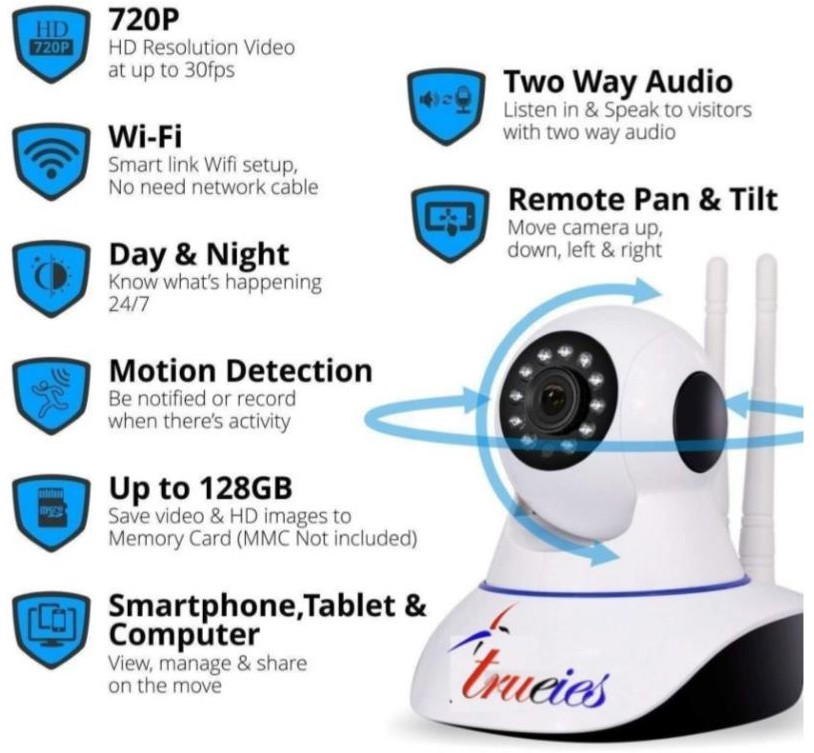 HD
720P
720P
HD Resolution Video
at up to 30fps
Wi-Fi
Smart link Wifi setup,
No need network cable
Day & Night
Know what's happening
24/7
Motion Detection
Be notified or record
when there's activity
micro
Up to 128GB
Save video & HD images to
Memory Card (MMC Not included)
Smartphone,Tablet &
Computer
View, manage & share
on the move
Two Way Audio
Listen in & Speak to visitors
with two way audio
Remote Pan & Tilt
Move camera up,
down, left & right
trueies